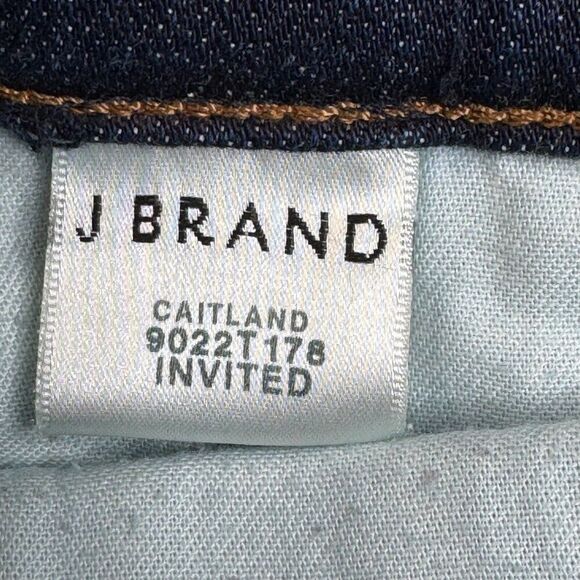 J BRAND
CAITLAND
9022T178
INVITED